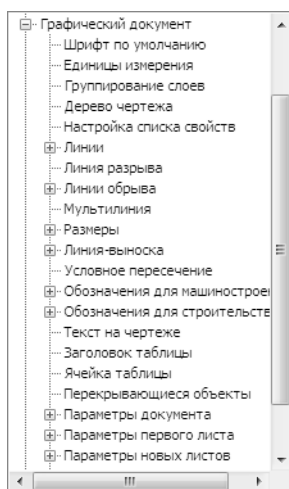 Графический документ
Шрифт по умолчанию
Единицы измерения
Группирование слоев
Дерево чертежа
Настройка списка свойств
Линии
Линия разрыва
Линии обрыва
Мультилиния
Размеры
Линия-выноска
Условное пересечение
Обозначения для машинострое
Обозначения для строительств
Текст на чертеже
Заголовок таблицы
Ячейка таблицы
Перекрывающиеся объекты
Параметры документа
Параметры первого листа
Параметры новых листов